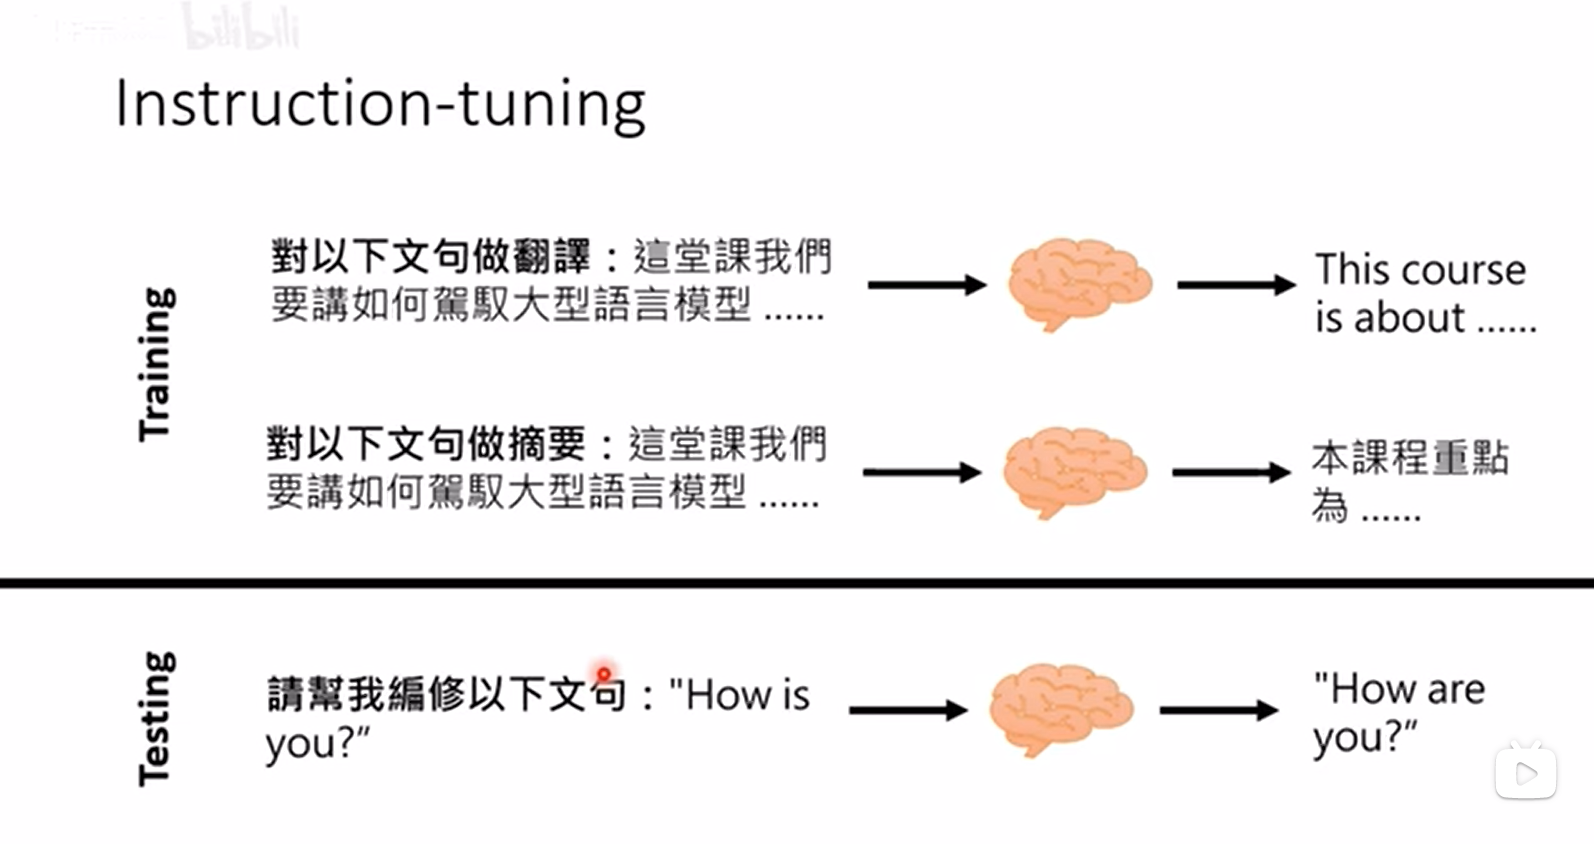 bilibili
Instruction-tuning
Training
對以下文句做翻譯：這堂課我們
要講如何駕馭大型語言模型 ......
This course
is about ......
對以下文句做摘要：這堂課我們
要講如何駕馭大型語言模型 ......
本課程重點
為 ......
Testing
請幫我編修以下文句："How is
you?”
"How are
you?”